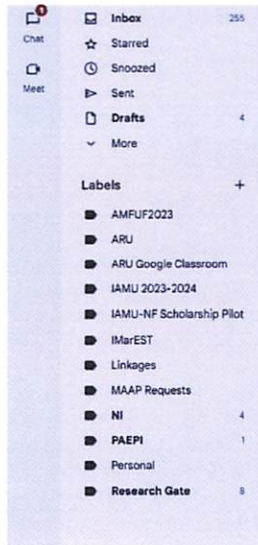 1
Chat
Meet
Inbox 255
Starred
Snoozed
Sent
Drafts 4
More
Labels +
AMFUF2023
ARU
ARU Google Classroom
IAMU 2023-2024
IAMU-NF Scholarship Pilot
IMarEST
Linkages
MAAP Requests
NI 4
PAEPI 1
Personal
Research Gate 8